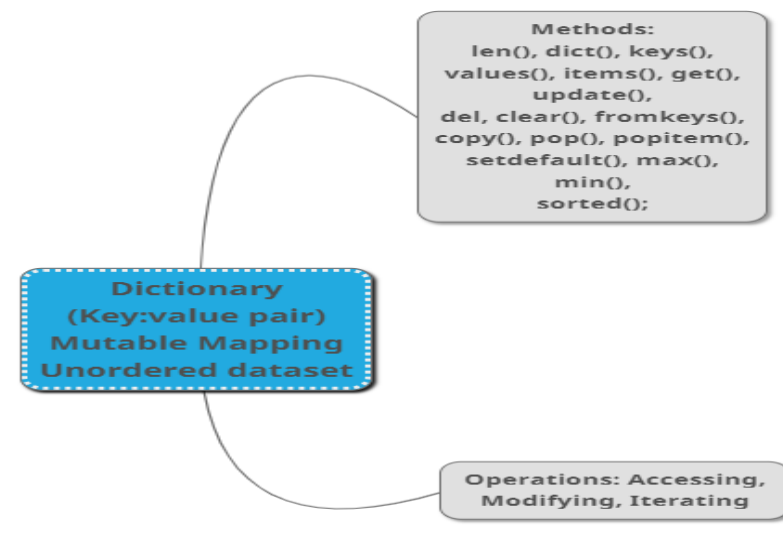 Methods:
len(), dict(), keys(),
values(), items(), get(),
update(),
del, clear(), fromkeys(),
copy(), pop(), popitem(),
setdefault(), max(),
min(),
sorted();
Dictionary
(Key:value pair)
Mutable Mapping
Unordered dataset
Operations: Accessing,
Modifying, Iterating